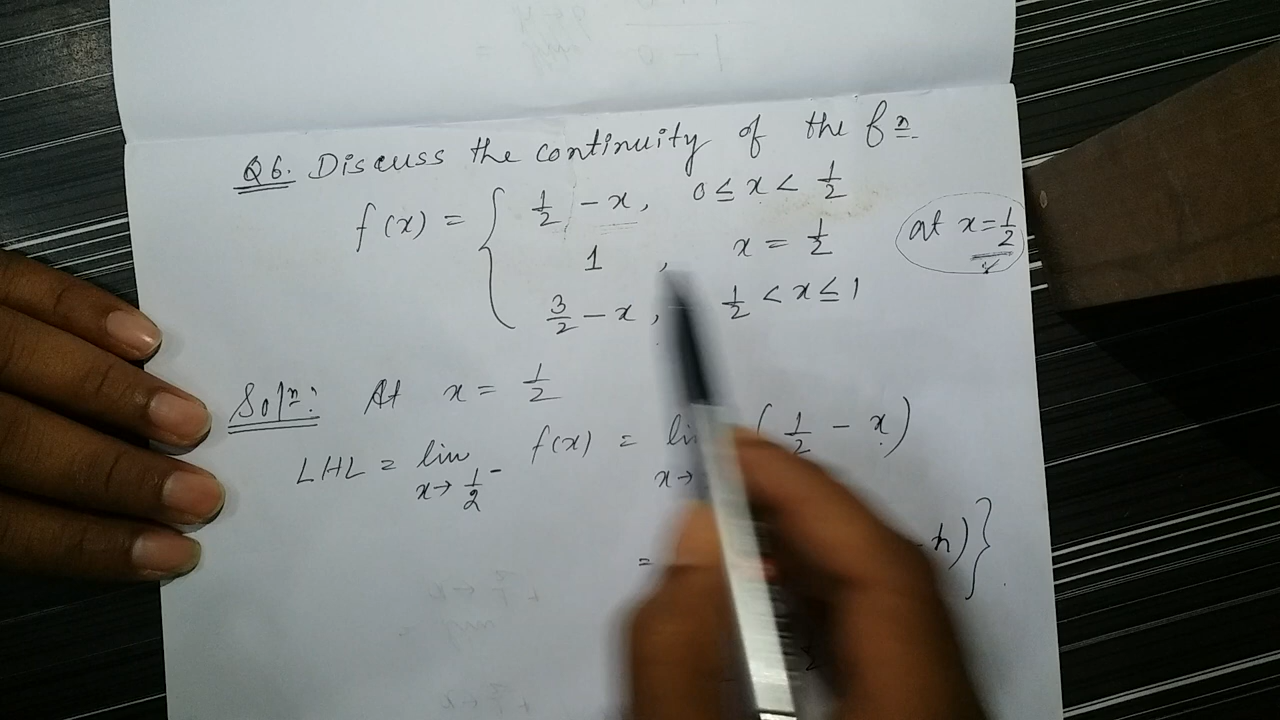 Q6. Discuss the continuity of the fn.
f(x) = { 1/2 - x, 0 ≤ x < 1/2
1 , x = 1/2 at x = 1/2
3/2 - x, 1/2 < x ≤ 1
Soln: At x = 1/2
LHL = lim x→1/2⁻ f(x) = x→ (1/2 - x)
= - h)}